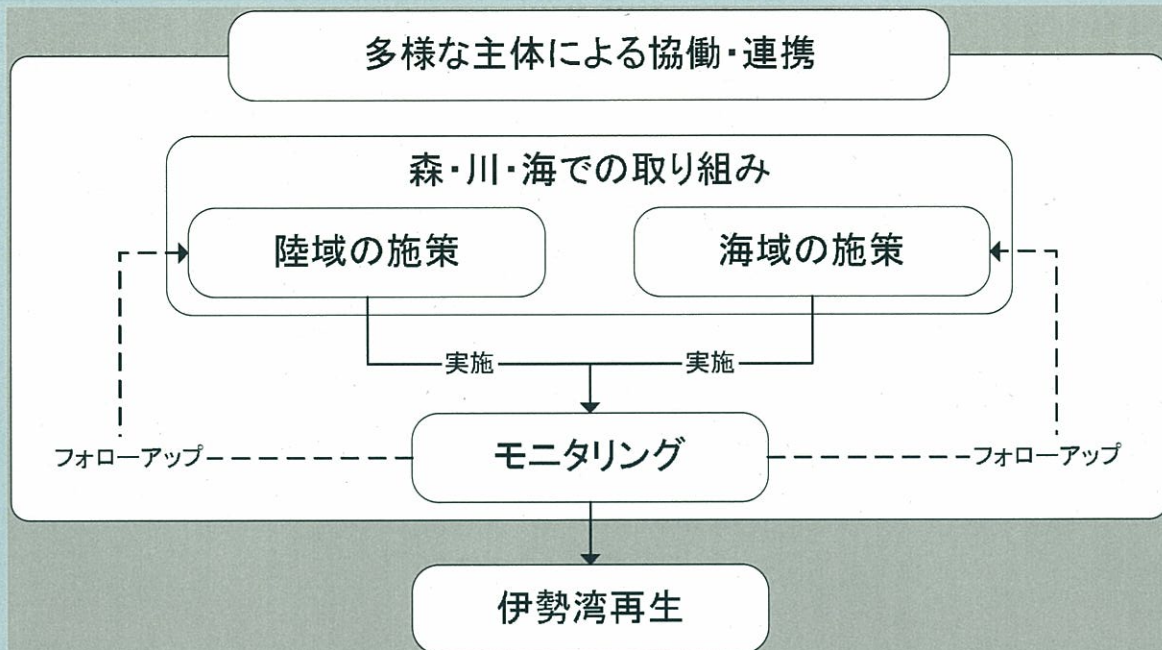 多様な主体による協働・連携
森・川・海での取り組み
陸域の施策
海域の施策
実施
実施
モニタリング
フォローアップ
フォローアップ
伊勢湾再生